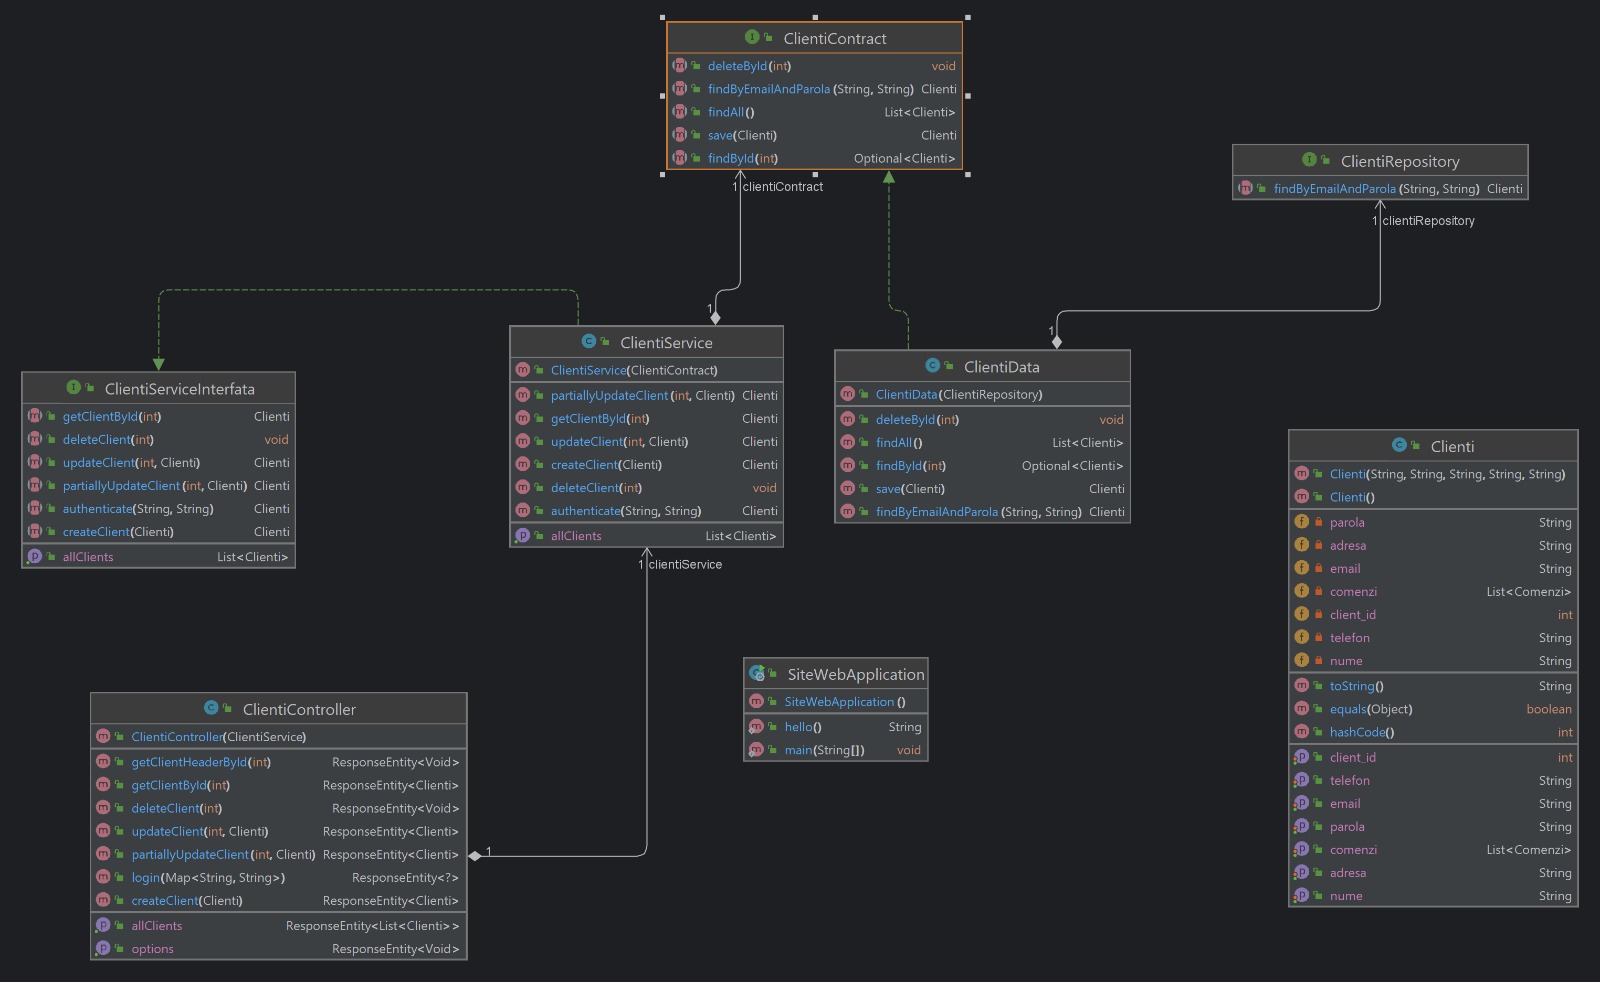 ClientiContract
deleteById(int) void
findByEmailAndParola(String, String) Clienti
findAll() List<Clienti>
save(Clienti) Clienti
findById(int) Optional<Clienti>
1 clientiContract
ClientiRepository
findByEmailAndParola(String, String) Clienti
1 clientiRepository
1
1
ClientiServiceInterfata
getClientById(int) Clienti
deleteClient(int) void
updateClient(int, Clienti) Clienti
partiallyUpdateClient(int, Clienti) Clienti
authenticate(String, String) Clienti
createClient(Clienti) Clienti
allClients List<Clienti>
ClientiService
ClientiService(ClientiContract)
partiallyUpdateClient(int, Clienti) Clienti
getClientById(int) Clienti
updateClient(int, Clienti) Clienti
createClient(Clienti) Clienti
deleteClient(int) void
authenticate(String, String) Clienti
allClients List<Clienti>
1 clientiService
ClientiData
ClientiData(ClientiRepository)
deleteById(int) void
findAll() List<Clienti>
findById(int) Optional<Clienti>
save(Clienti) Clienti
findByEmailAndParola(String, String) Clienti
Clienti
Clienti(String, String, String, String, String)
Clienti()
parola String
adresa String
email String
comenzi List<Comenzi>
client_id int
telefon String
nume String
toString() String
equals(Object) boolean
hashCode() int
client_id int
telefon String
email String
parola String
comenzi List<Comenzi>
adresa String
nume String
SiteWebApplication
SiteWebApplication()
hello() String
main(String[]) void
ClientiController
ClientiController(ClientiService)
getClientHeaderById(int) ResponseEntity<Void>
getClientById(int) ResponseEntity<Clienti>
deleteClient(int) ResponseEntity<Void>
updateClient(int, Clienti) ResponseEntity<Clienti>
partiallyUpdateClient(int, Clienti) ResponseEntity<Clienti>
login(Map<String, String>) ResponseEntity<?>
createClient(Clienti) ResponseEntity<Clienti>
allClients ResponseEntity<List<Clienti>>
options ResponseEntity<Void>
1